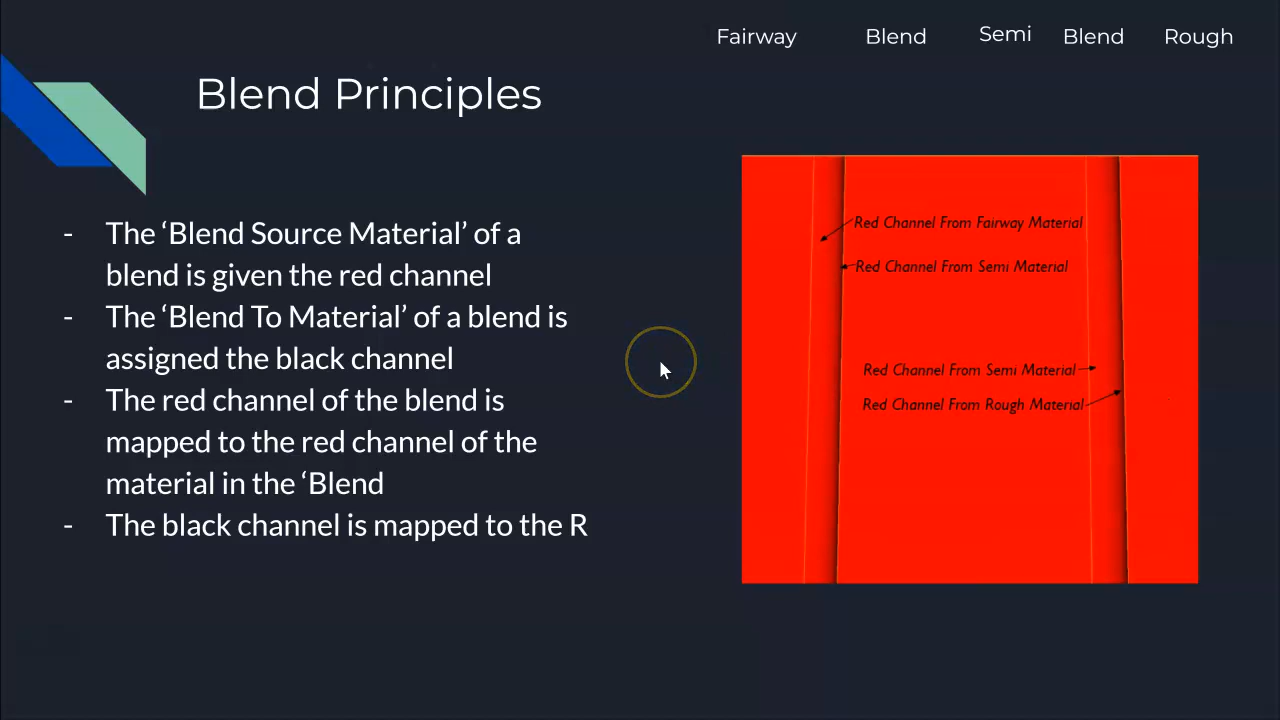 Fairway Blend Semi Blend Rough
Blend Principles
- The ‘Blend Source Material’ of a
blend is given the red channel
- The ‘Blend To Material’ of a blend is
assigned the black channel
- The red channel of the blend is
mapped to the red channel of the
material in the ‘Blend
- The black channel is mapped to the R
Red Channel From Fairway Material
Red Channel From Semi Material
Red Channel From Semi Material
Red Channel From Rough Material